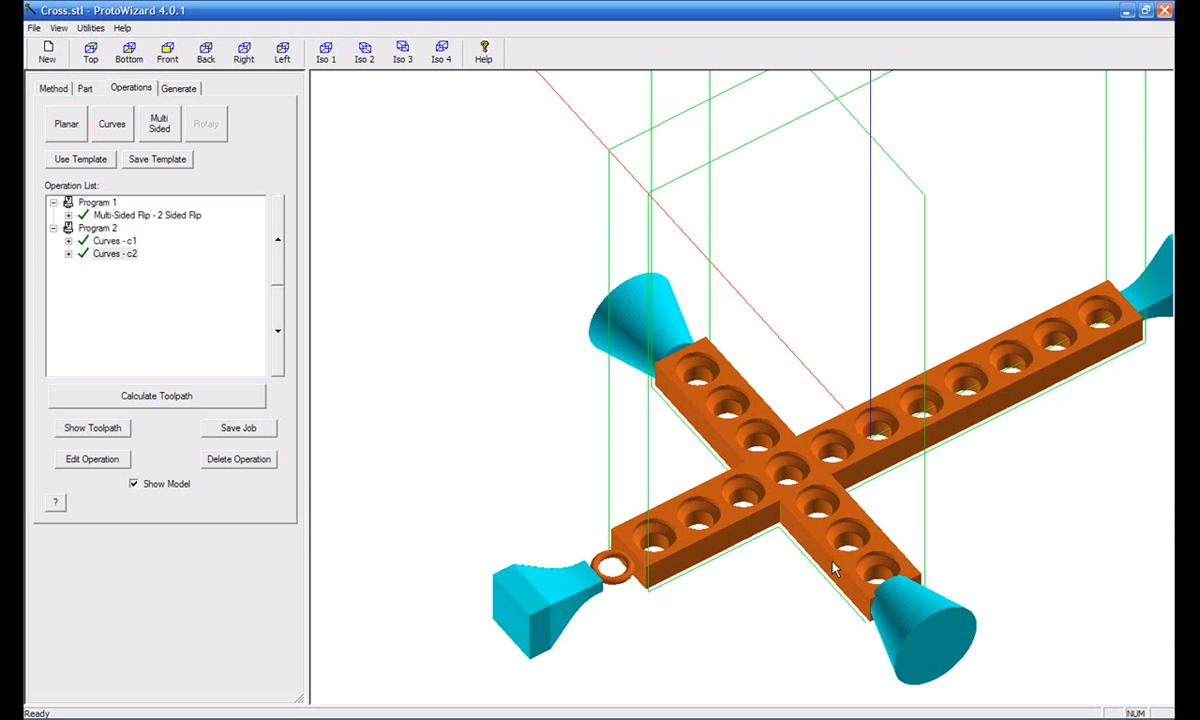 Cross.stl - ProtoWizard 4.0.1
File View Utilities Help
New Top Bottom Front Back Right Left Iso 1 Iso 2 Iso 3 Iso 4 Help
Method Part Operations Generate
Planar Curves Multi Sided Rotary
Use Template Save Template
Operation List:
Program 1
Multi-Sided Flip - 2 Sided Flip
Program 2
Curves - c1
Curves - c2
Calculate Toolpath
Show Toolpath Save Job
Edit Operation Delete Operation
Show Model
?
Ready NUM